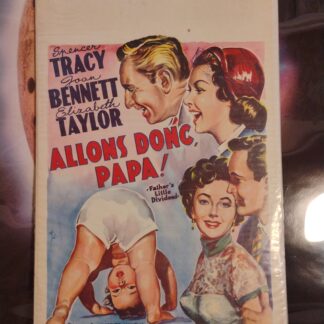 Spencer
TRACY
Joan
BENNETT
Elizabeth
TAYLOR
ALLONS DONC,
PAPA!
-Father's
Little
Dividend-